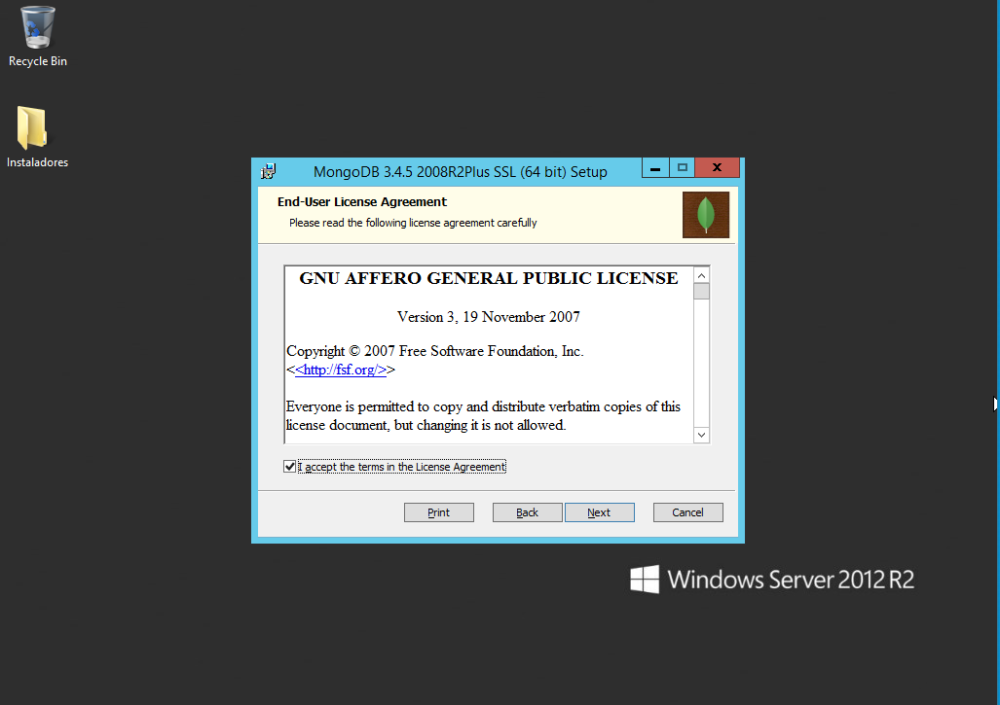 Recycle Bin
Instaladores
MongoDB 3.4.5 2008R2Plus SSL (64 bit) Setup
End-User License Agreement
Please read the following license agreement carefully
GNU AFFERO GENERAL PUBLIC LICENSE
Version 3, 19 November 2007
Copyright © 2007 Free Software Foundation, Inc.
<<http://fsf.org/>>
Everyone is permitted to copy and distribute verbatim copies of this
license document, but changing it is not allowed.
I accept the terms in the License Agreement
Print Back Next Cancel
Windows Server 2012 R2